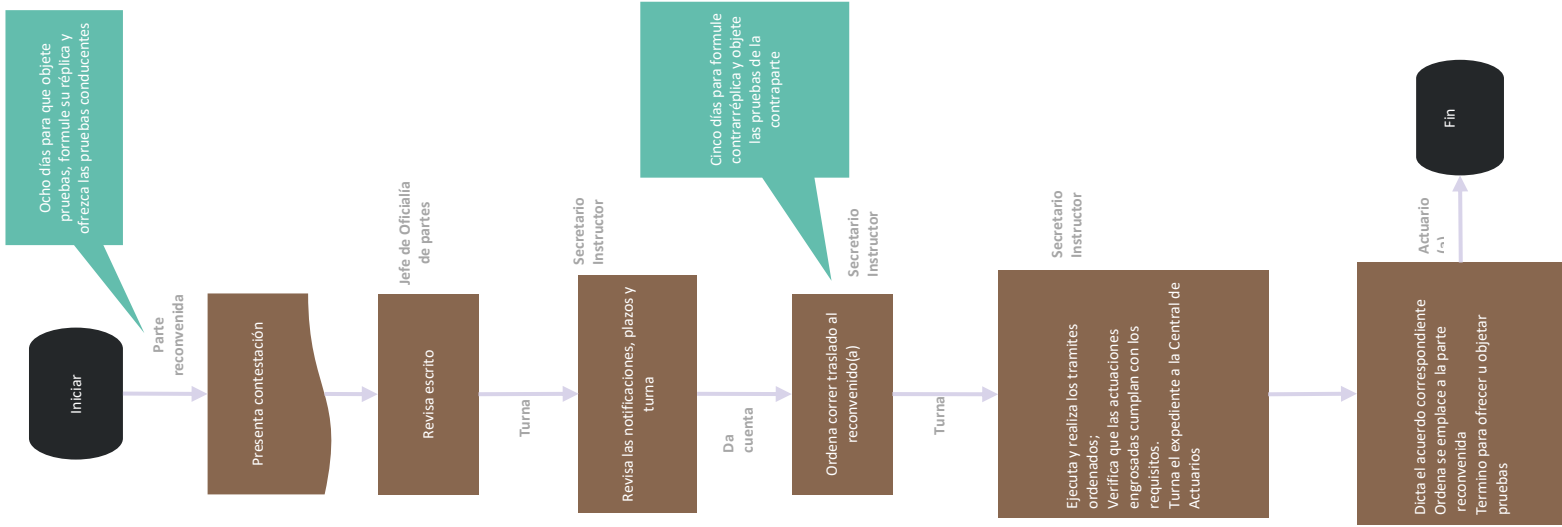 Iniciar
Ocho días para que objete
pruebas, formule su réplica y
ofrezca las pruebas conducentes
Parte
reconvenida
Presenta contestación
Jefe de Oficialía
de partes
Revisa escrito
Turna
Secretario
Instructor
Revisa las notificaciones, plazos y
turna
Da
cuenta
Cinco días para formule
contrarréplica y objete
las pruebas de la
contraparte
Secretario
Instructor
Ordena correr traslado al
reconvenido(a)
Turna
Secretario
Instructor
Ejecuta y realiza los tramites
ordenados;
Verifica que las actuaciones
engrosadas cumplan con los
requisitos.
Turna el expediente a la Central de
Actuarios
Actuario
Dicta el acuerdo correspondiente
Ordena se emplace a la parte
reconvenida
Termino para ofrecer u objetar
pruebas
Fin